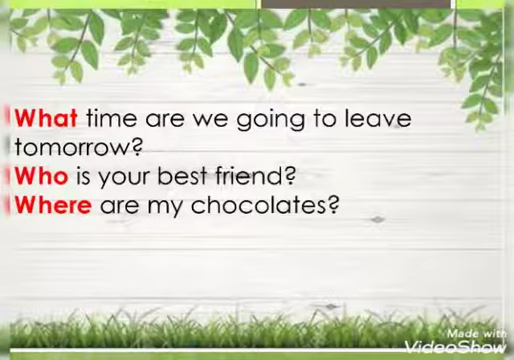 What time are we going to leave
tomorrow?
Who is your best friend?
Where are my chocolates?
Made with
VideoShow